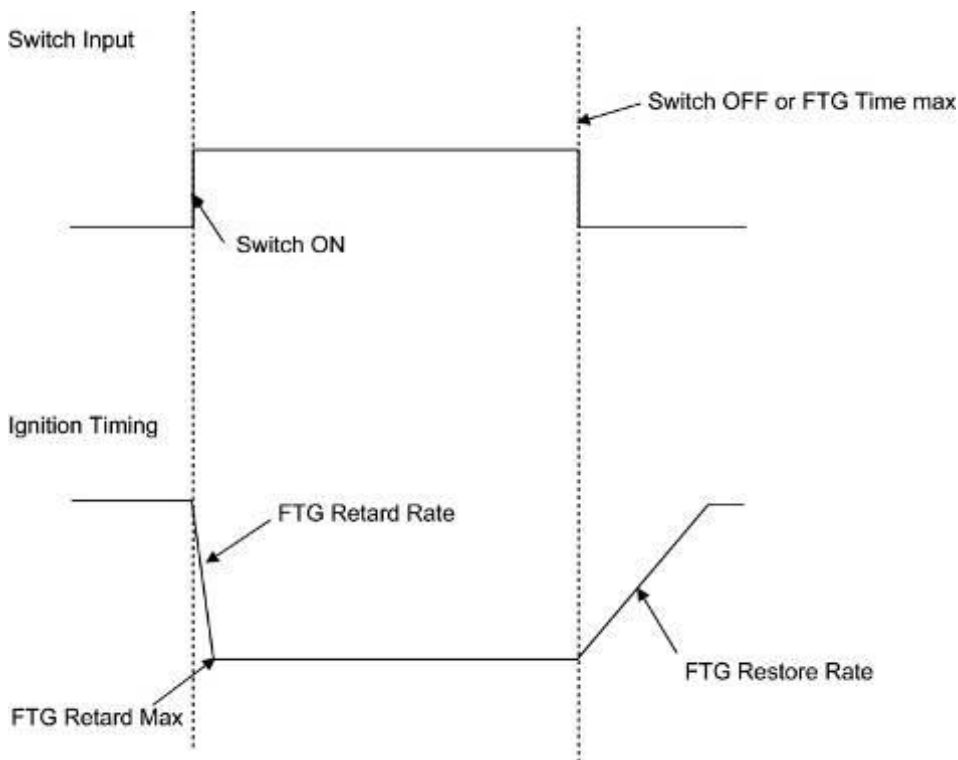 Switch Input
Switch OFF or FTG Time max
Switch ON
Ignition Timing
FTG Retard Rate
FTG Restore Rate
FTG Retard Max